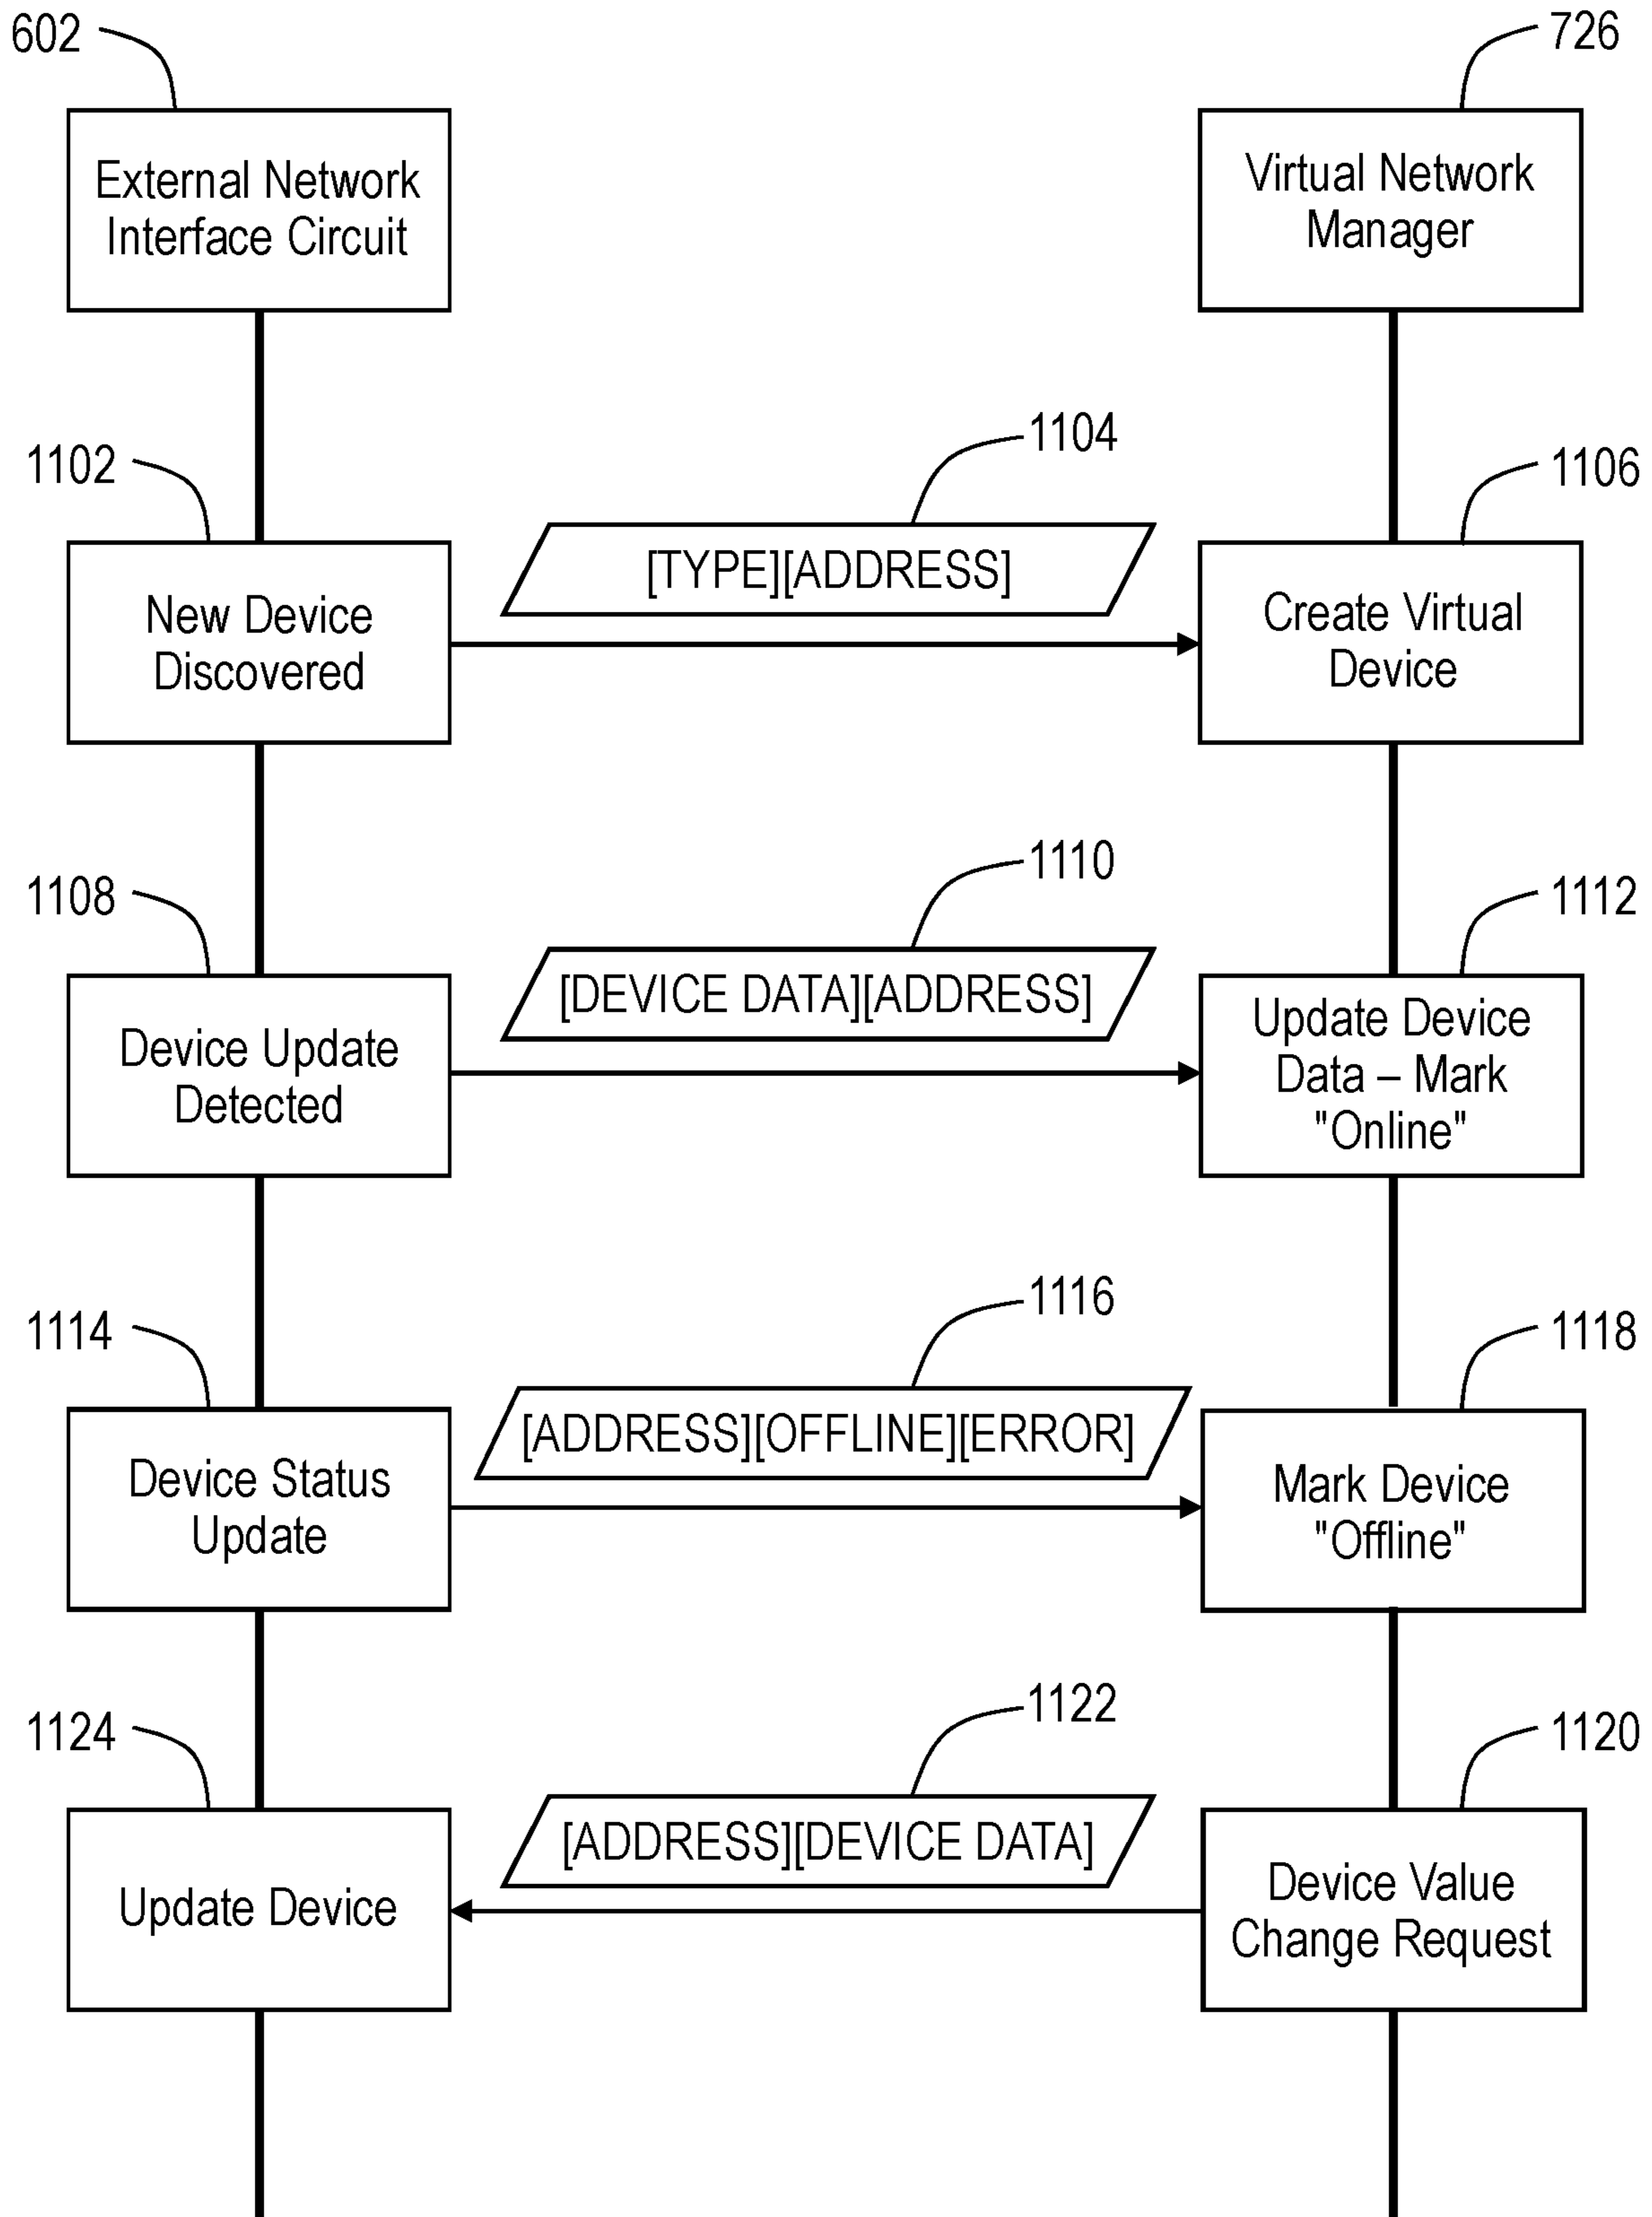 602
726
External Network
Interface Circuit
Virtual Network
Manager
1102
1104
1106
New Device
Discovered
[TYPE][ADDRESS]
Create Virtual
Device
1108
1110
1112
Device Update
Detected
[DEVICE DATA][ADDRESS]
Update Device
Data – Mark
"Online"
1114
1116
1118
Device Status
Update
[ADDRESS][OFFLINE][ERROR]
Mark Device
"Offline"
1124
1122
1120
Update Device
[ADDRESS][DEVICE DATA]
Device Value
Change Request